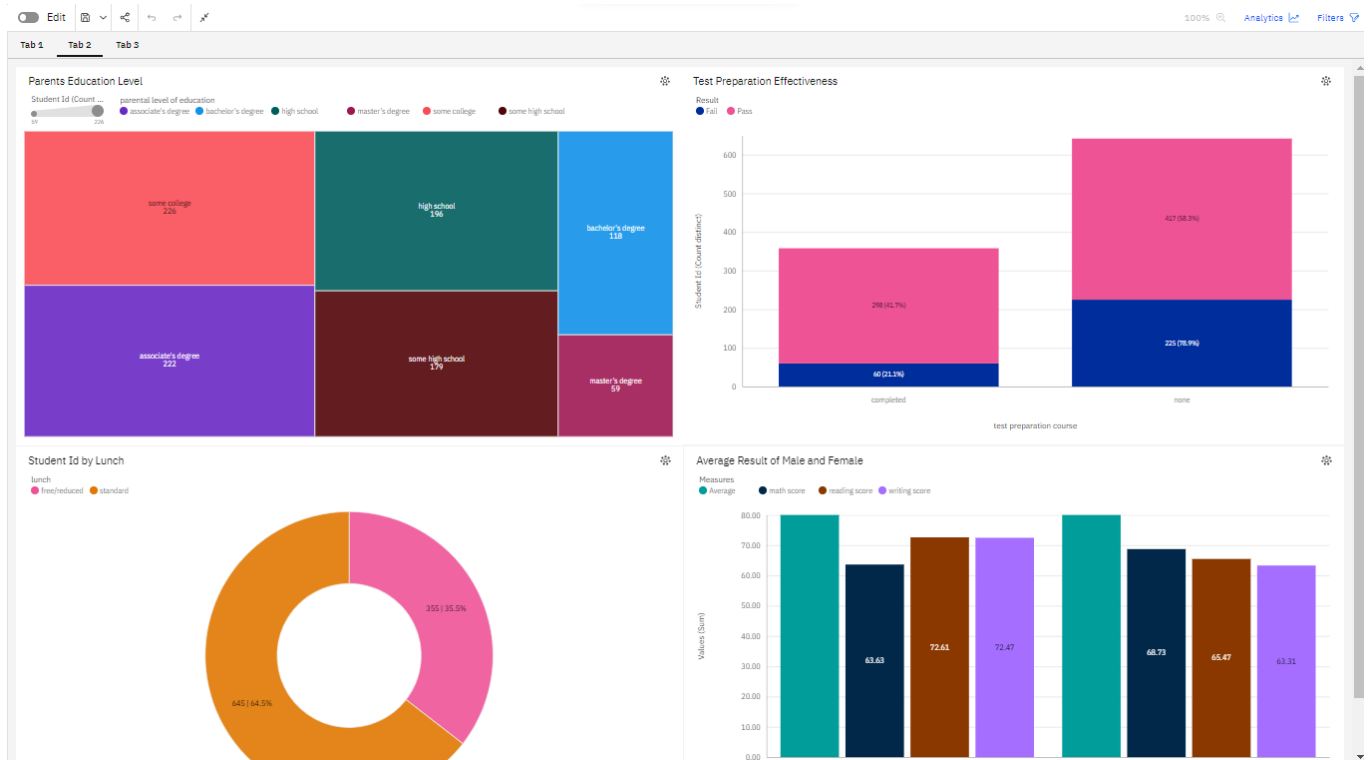 Edit
100%
Analytics
Filters
Tab 1
Tab 2
Tab 3
Parents Education Level
Student Id (Count ...
59
226
parental level of education
associate's degree
bachelor's degree
high school
master's degree
some college
some high school
some college
226
high school
196
bachelor's degree
118
associate's degree
222
some high school
179
master's degree
59
Test Preparation Effectiveness
Result
Fail
Pass
Student Id (Count distinct)
600
500
400
300
200
100
0
298 (41.7%)
60 (21.1%)
417 (58.3%)
225 (78.9%)
completed
none
test preparation course
Student Id by Lunch
lunch
free/reduced
standard
355 | 35.5%
645 | 64.5%
Average Result of Male and Female
Measures
Average
math score
reading score
writing score
Values (Sum)
80.00
70.00
60.00
50.00
40.00
30.00
20.00
10.00
0.00
63.63
72.61
72.47
68.73
65.47
63.31